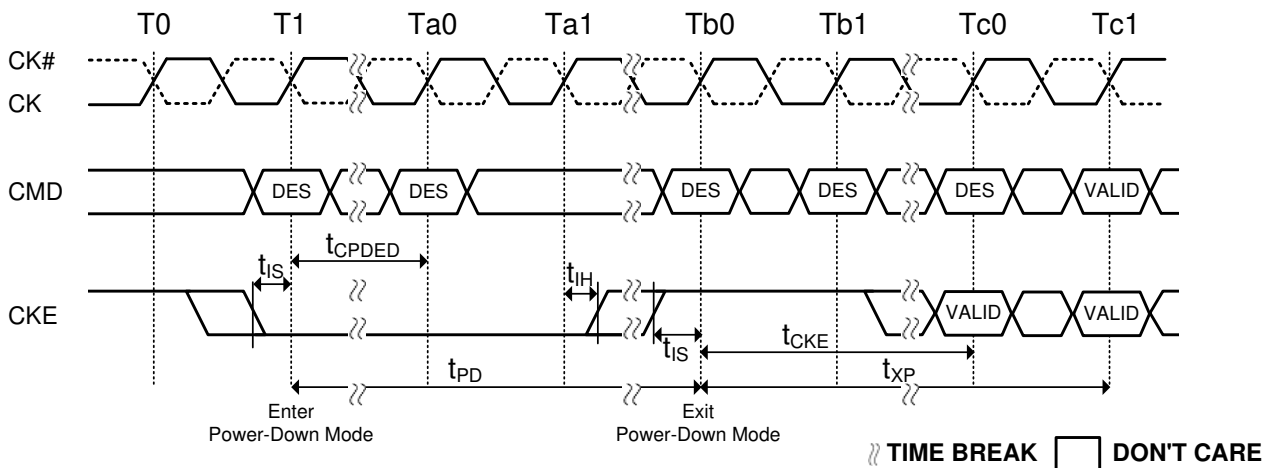 T0 T1 Ta0 Ta1 Tb0 Tb1 Tc0 Tc1
CK#
CK
CMD DES DES DES DES DES VALID
tCPDED
tIS tIH
CKE VALID VALID
tIS tCKE
tPD tXP
Enter
Power-Down Mode
Exit
Power-Down Mode
TIME BREAK DON'T CARE